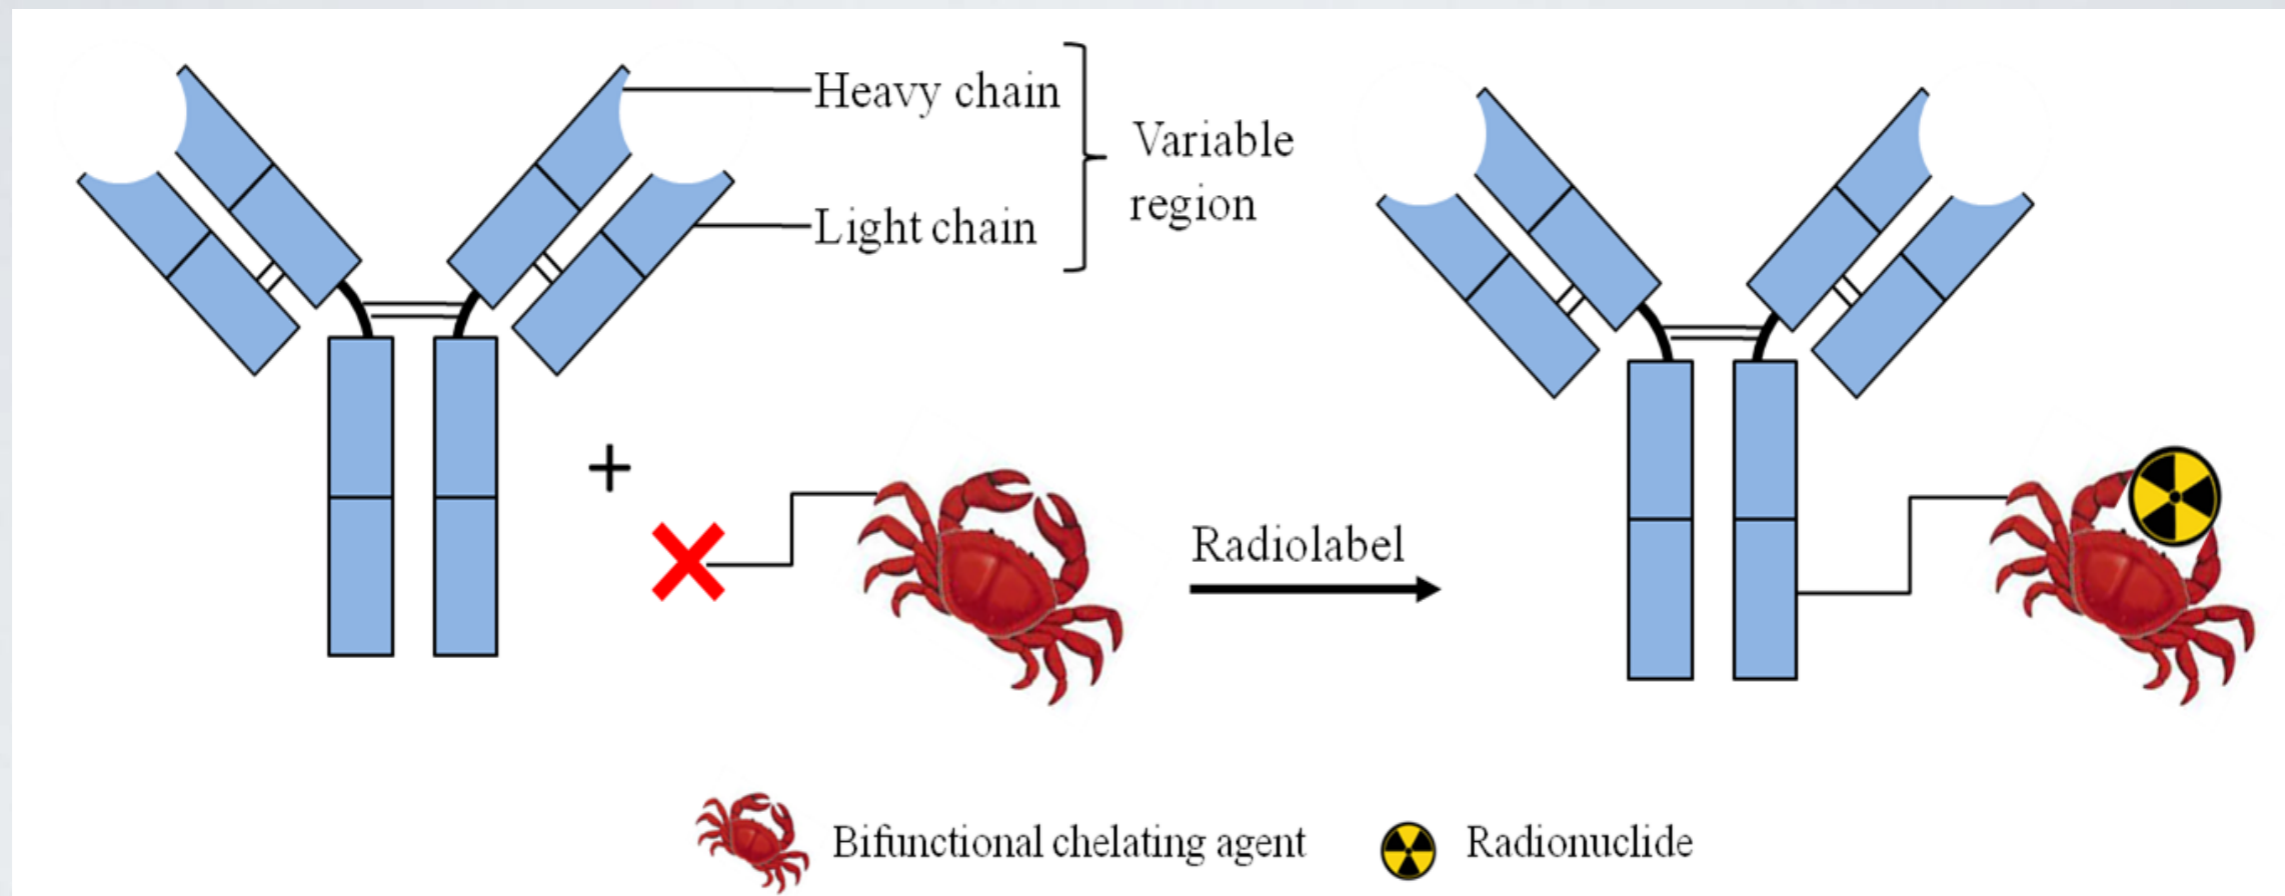 Heavy chain
Variable
region
Light chain
+
Radiolabel
Bifunctional chelating agent
Radionuclide